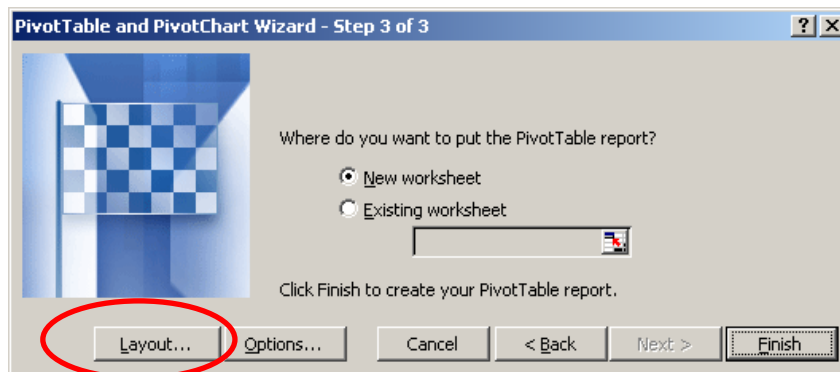 PivotTable and PivotChart Wizard - Step 3 of 3
? X
Where do you want to put the PivotTable report?
New worksheet
Existing worksheet
Click Finish to create your PivotTable report.
Layout... Options... Cancel < Back Next > Finish